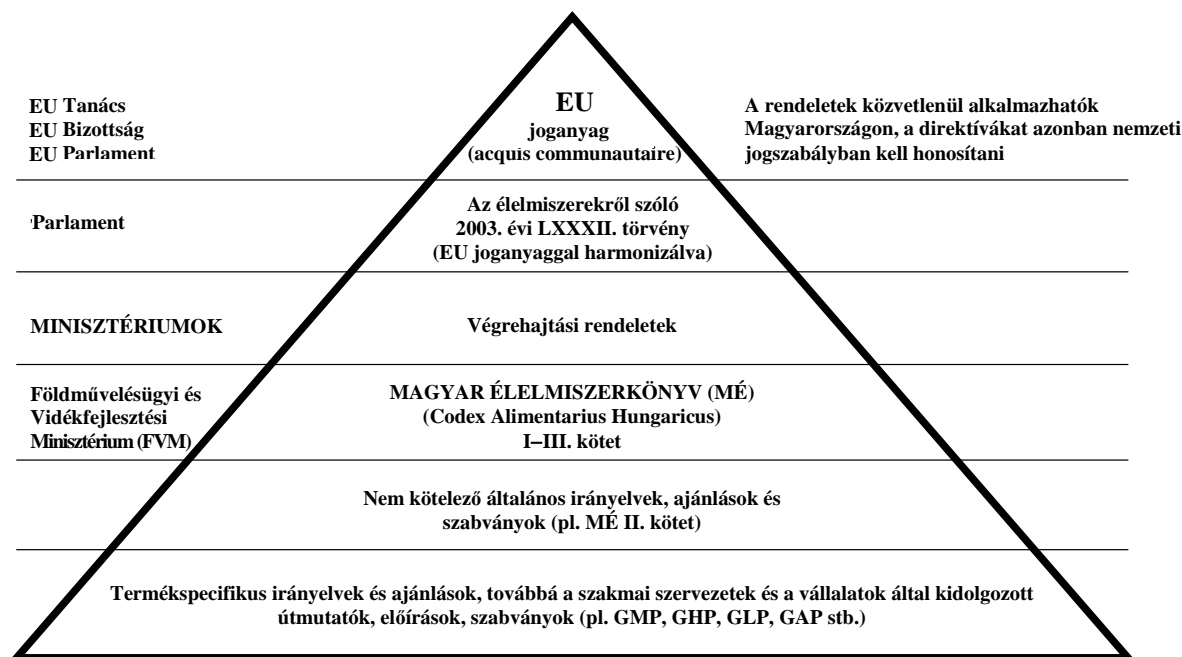 EU Tanács
EU Bizottság
EU Parlament
EU
joganyag
(acquis communautaire)
A rendeletek közvetlenül alkalmazhatók
Magyarországon, a direktívákat azonban nemzeti
jogszabályban kell honosítani
Parlament
Az élelmiszerekről szóló
2003. évi LXXXII. törvény
(EU joganyaggal harmonizálva)
MINISZTÉRIUMOK
Végrehajtási rendeletek
Földművelésügyi és
Vidékfejlesztési
Minisztérium (FVM)
MAGYAR ÉLELMISZERKÖNYV (MÉ)
(Codex Alimentarius Hungaricus)
I–III. kötet
Nem kötelező általános irányelvek, ajánlások és
szabványok (pl. MÉ II. kötet)
Termékspecifikus irányelvek és ajánlások, továbbá a szakmai szervezetek és a vállalatok által kidolgozott
útmutatók, előírások, szabványok (pl. GMP, GHP, GLP, GAP stb.)